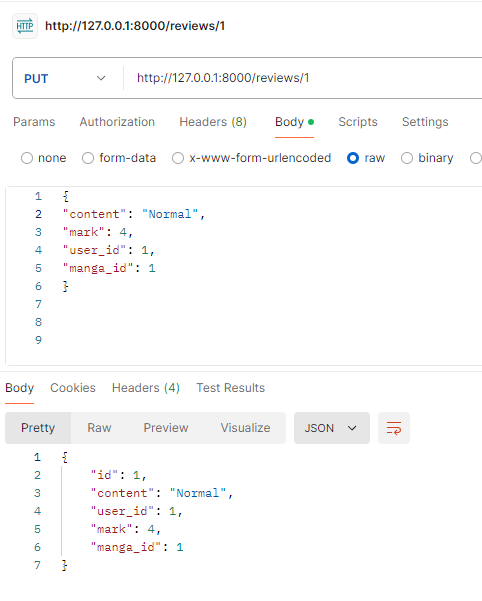 HTTP http://127.0.0.1:8000/reviews/1
PUT http://127.0.0.1:8000/reviews/1
Params Authorization Headers (8) Body Scripts Settings
none form-data x-www-form-urlencoded raw binary
1 {
2 "content": "Normal",
3 "mark": 4,
4 "user_id": 1,
5 "manga_id": 1
6 }
7
8
9
Body Cookies Headers (4) Test Results
Pretty Raw Preview Visualize JSON
1 {
2 "id": 1,
3 "content": "Normal",
4 "user_id": 1,
5 "mark": 4,
6 "manga_id": 1
7 }